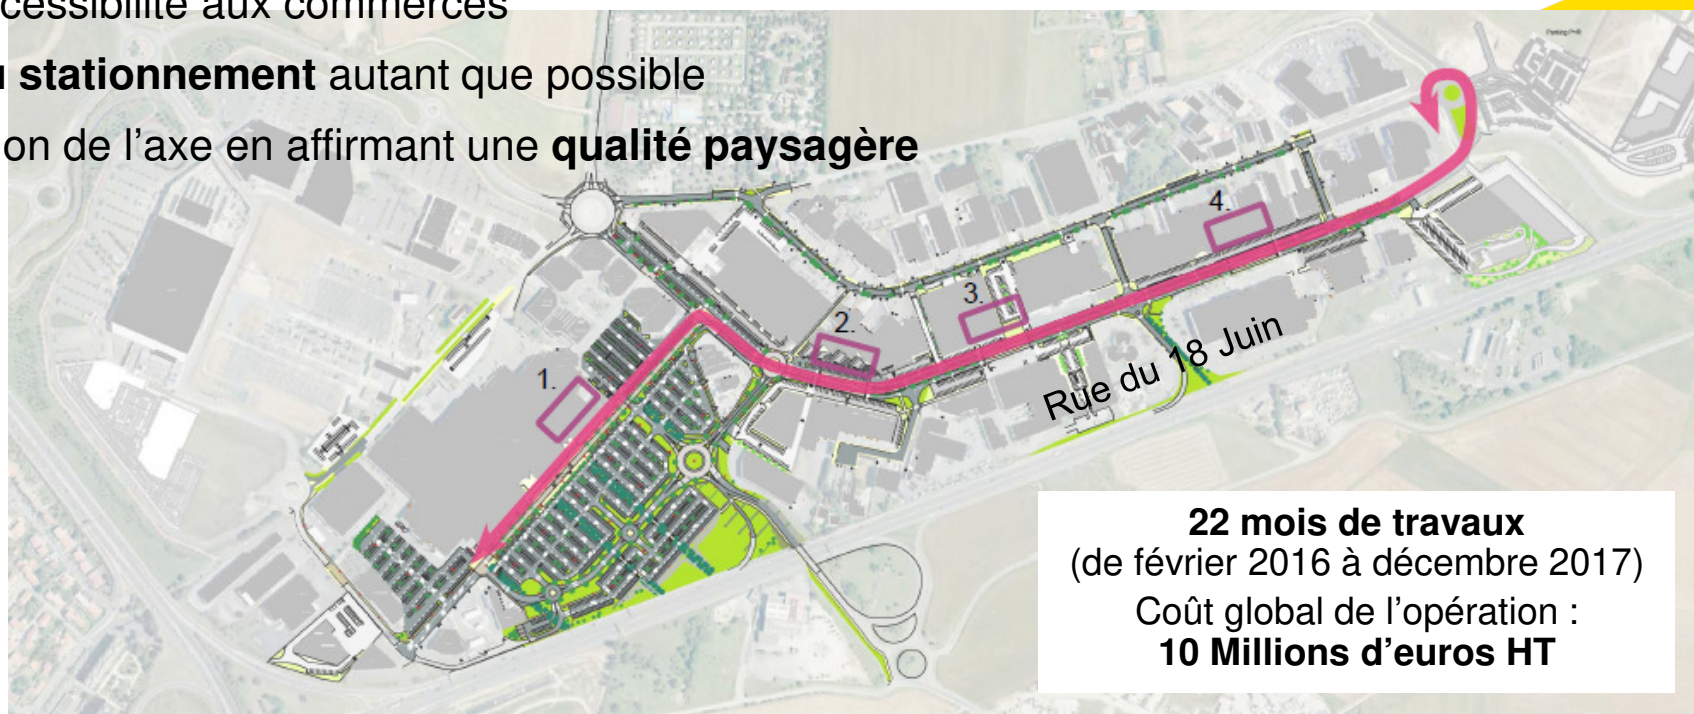 cessibilité aux commerces
stationnement autant que possible
on de l'axe en affirmant une qualité paysagère
Parking P+R
4.
3.
2.
1.
Rue du 18 Juin
22 mois de travaux
(de février 2016 à décembre 2017)
Coût global de l'opération :
10 Millions d'euros HT